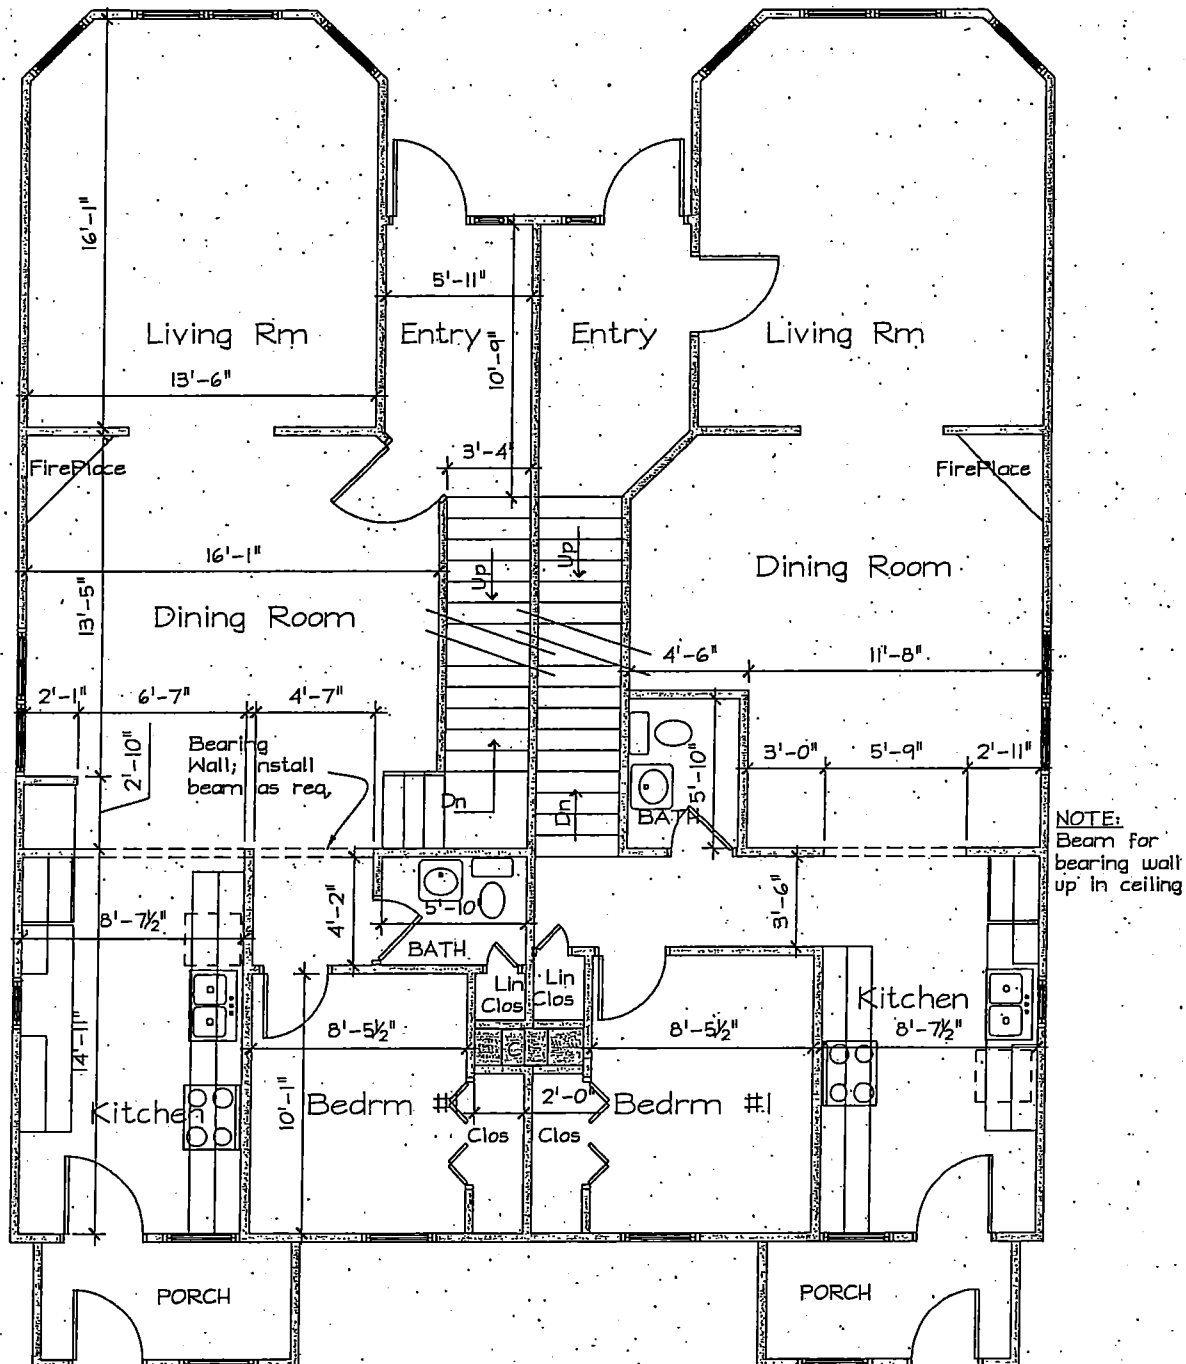 16'-1"
5'-11"
Living Rm
Entry
10'-9"
Entry
Living Rm
13'-6"
3'-4"
FirePlace
FirePlace
16'-1"
Up
Up
Dining Room
13'-5"
Dining Room
4'-6"
11'-8"
2'-1"
6'-7"
4'-7"
2'-10"
Bearing
Wall; Install
beam as req.
3'-0"
5'-9"
2'-11"
5'-10"
Dn
Dn
BATH
NOTE:
Beam for
bearing wall
up in ceiling
8'-7½"
4'-2"
5'-10"
3'-6"
BATH
Lin
Clos
Lin
Clos
Kitchen
14'-11"
8'-5½"
8'-5½"
8'-7½"
Kitchen
10'-1"
Bedrm #1
2'-0"
Bedrm #1
Clos
Clos
PORCH
PORCH